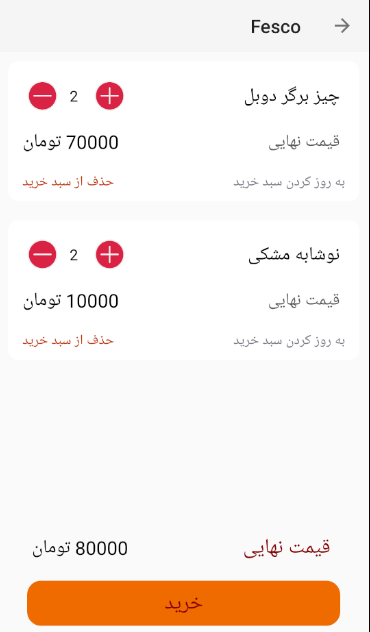 Fesco
چیز برگر دوبل 2
قیمت نهایی 70000 تومان
به روز کردن سبد خرید حذف از سبد خرید
نوشابه مشکی 2
قیمت نهایی 10000 تومان
به روز کردن سبد خرید حذف از سبد خرید
قیمت نهایی 80000 تومان
خرید